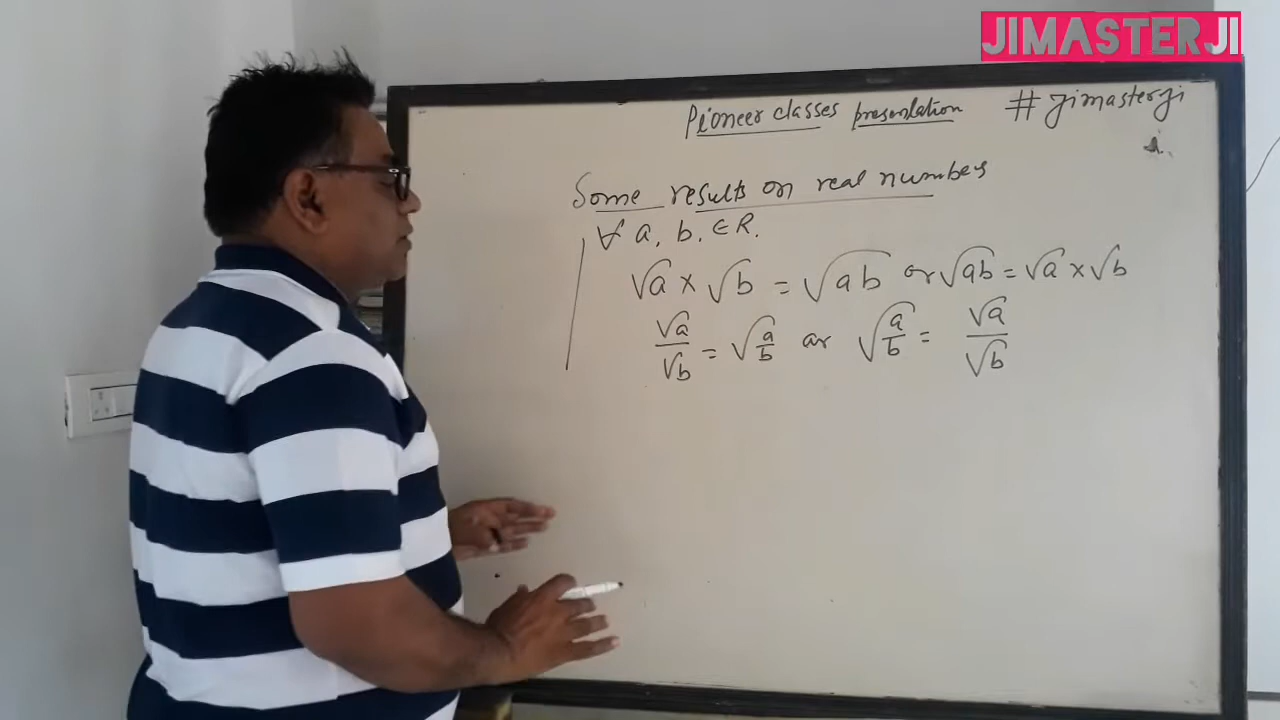 JIMASTERJI
Pioneer classes presentation # Jimasterji
Some results on real numbers
∀ a, b, ∈ R.
√a × √b = √ab or √ab = √a × √b
√a/√b = √(a/b) or √(a/b) = √a/√b